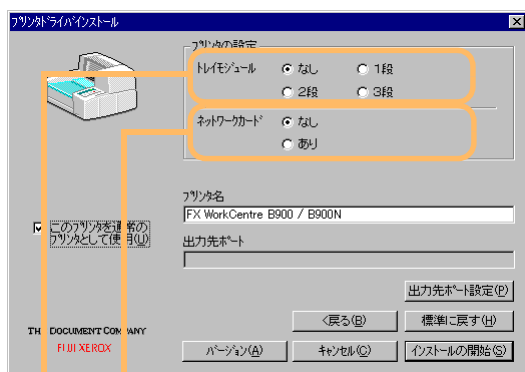 プリンタドライバインストール
プリンタの設定
トレイモジュール
なし
1段
2段
3段
ネットワークカード
なし
あり
プリンタ名
FX WorkCentre B900 / B900N
このプリンタを通常の
プリンタとして使用(U)
出力先ポート
出力先ポート設定(P)
<戻る(B)
標準に戻す(H)
THE DOCUMENT COMPANY
FUJI XEROX
バージョン(A)
キャンセル(C)
インストールの開始(S)